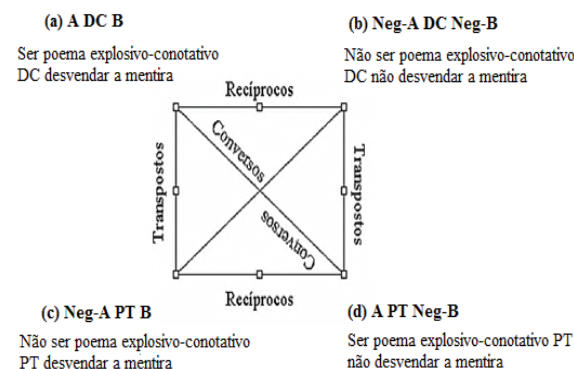 (a) A DC B
Ser poema explosivo-conotativo
DC desvendar a mentira
(b) Neg-A DC Neg-B
Não ser poema explosivo-conotativo
DC não desvendar a mentira
Recíprocos
Conversos
Transpostos
Transpostos
Conversos
Recíprocos
(c) Neg-A PT B
Não ser poema explosivo-conotativo
PT desvendar a mentira
(d) A PT Neg-B
Ser poema explosivo-conotativo PT
não desvendar a mentira